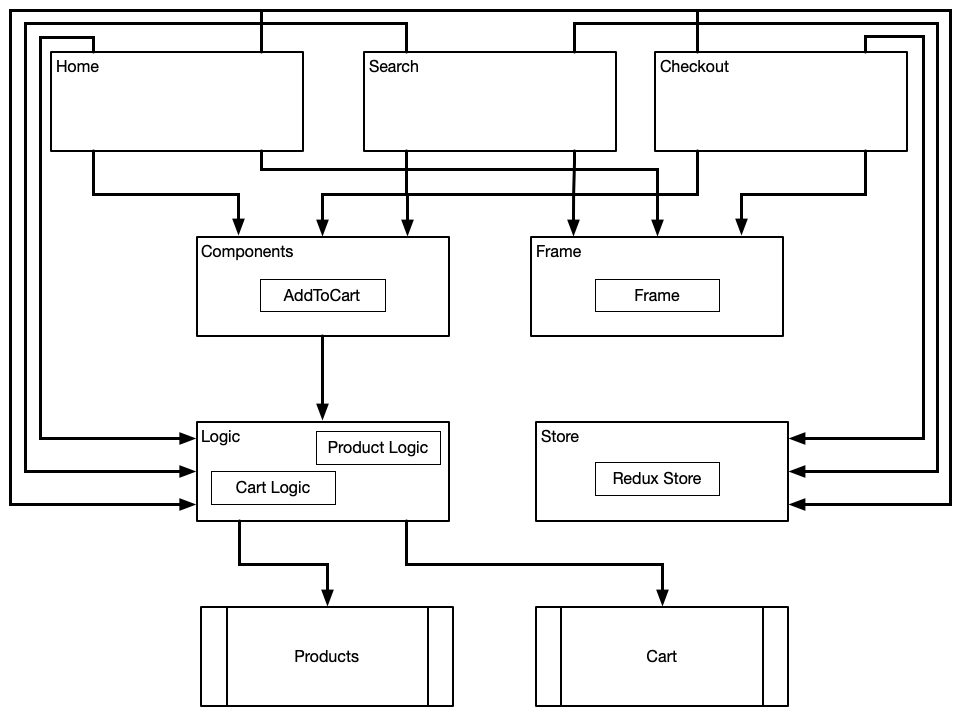 Home
Search
Checkout
Components
AddToCart
Frame
Frame
Logic
Product Logic
Cart Logic
Store
Redux Store
Products
Cart